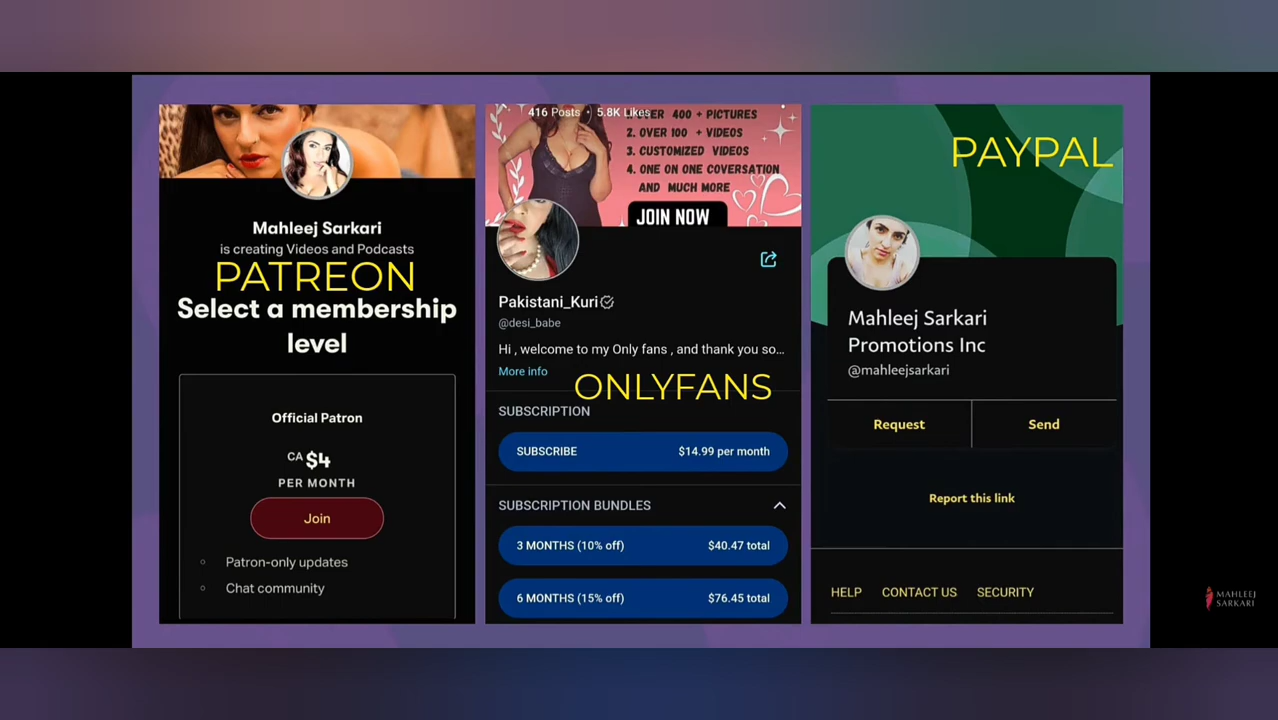 Mahleej Sarkari
is creating Videos and Podcasts
PATREON
Select a membership
level
Official Patron
CA $4
PER MONTH
Join
Patron-only updates
Chat community
416 Posts • 5.8K Likes
OVER 400 + PICTURES
2. OVER 100 + VIDEOS
3. CUSTOMIZED VIDEOS
4. ONE ON ONE COVERSATION
AND MUCH MORE
JOIN NOW
Pakistani_Kuri
@desi_babe
Hi , welcome to my Only fans , and thank you so...
More info
ONLYFANS
SUBSCRIPTION
SUBSCRIBE $14.99 per month
SUBSCRIPTION BUNDLES
3 MONTHS (10% off) $40.47 total
6 MONTHS (15% off) $76.45 total
PAYPAL
Mahleej Sarkari
Promotions Inc
@mahleejsarkari
Request Send
Report this link
HELP CONTACT US SECURITY
MAHLEEJ
SARKARI